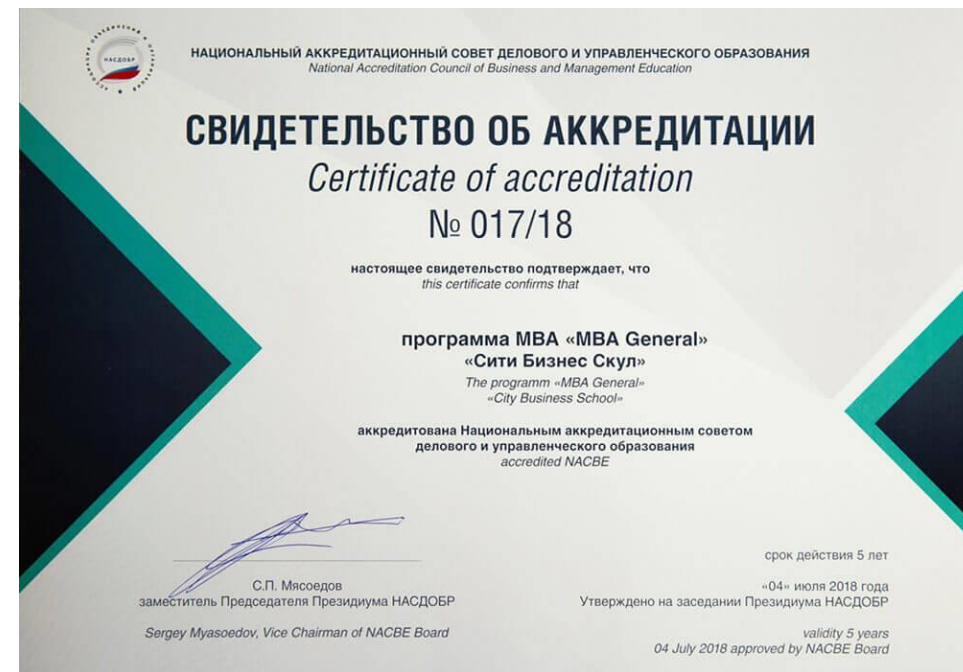 НАСДОБР
НАЦИОНАЛЬНЫЙ АККРЕДИТАЦИОННЫЙ СОВЕТ ДЕЛОВОГО И УПРАВЛЕНЧЕСКОГО ОБРАЗОВАНИЯ
National Accreditation Council of Business and Management Education
СВИДЕТЕЛЬСТВО ОБ АККРЕДИТАЦИИ
Certificate of accreditation
№ 017/18
настоящее свидетельство подтверждает, что
this certificate confirms that
программа MBA «MBA General»
«Сити Бизнес Скул»
The programm «MBA General»
«City Business School»
аккредитована Национальным аккредитационным советом
делового и управленческого образования
accredited NACBE
С.П. Мясоедов
заместитель Председателя Президиума НАСДОБР
Sergey Myasoedov, Vice Chairman of NACBE Board
срок действия 5 лет
«04» июля 2018 года
Утверждено на заседании Президиума НАСДОБР
validity 5 years
04 July 2018 approved by NACBE Board